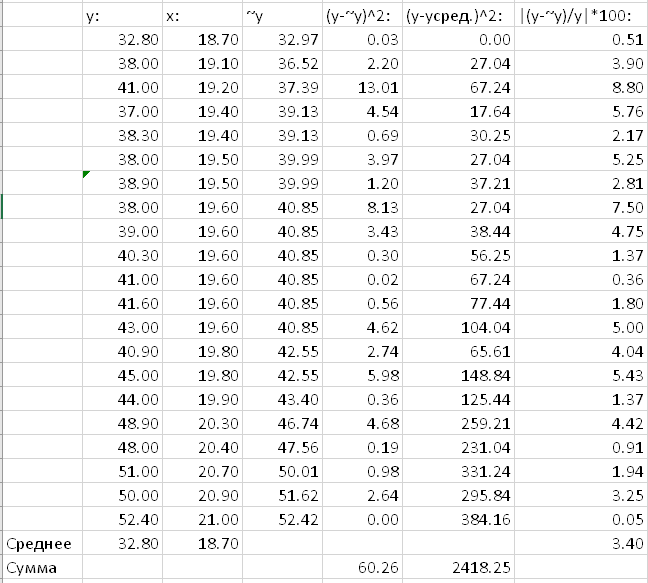 y: x: ~y (y-~y)^2: (y-yсред.)^2: |(y-~y)/y|*100:
32.80 18.70 32.97 0.03 0.00 0.51
38.00 19.10 36.52 2.20 27.04 3.90
41.00 19.20 37.39 13.01 67.24 8.80
37.00 19.40 39.13 4.54 17.64 5.76
38.30 19.40 39.13 0.69 30.25 2.17
38.00 19.50 39.99 3.97 27.04 5.25
38.90 19.50 39.99 1.20 37.21 2.81
38.00 19.60 40.85 8.13 27.04 7.50
39.00 19.60 40.85 3.43 38.44 4.75
40.30 19.60 40.85 0.30 56.25 1.37
41.00 19.60 40.85 0.02 67.24 0.36
41.60 19.60 40.85 0.56 77.44 1.80
43.00 19.60 40.85 4.62 104.04 5.00
40.90 19.80 42.55 2.74 65.61 4.04
45.00 19.80 42.55 5.98 148.84 5.43
44.00 19.90 43.40 0.36 125.44 1.37
48.90 20.30 46.74 4.68 259.21 4.42
48.00 20.40 47.56 0.19 231.04 0.91
51.00 20.70 50.01 0.98 331.24 1.94
50.00 20.90 51.62 2.64 295.84 3.25
52.40 21.00 52.42 0.00 384.16 0.05
Среднее 32.80 18.70 3.40
Сумма 60.26 2418.25